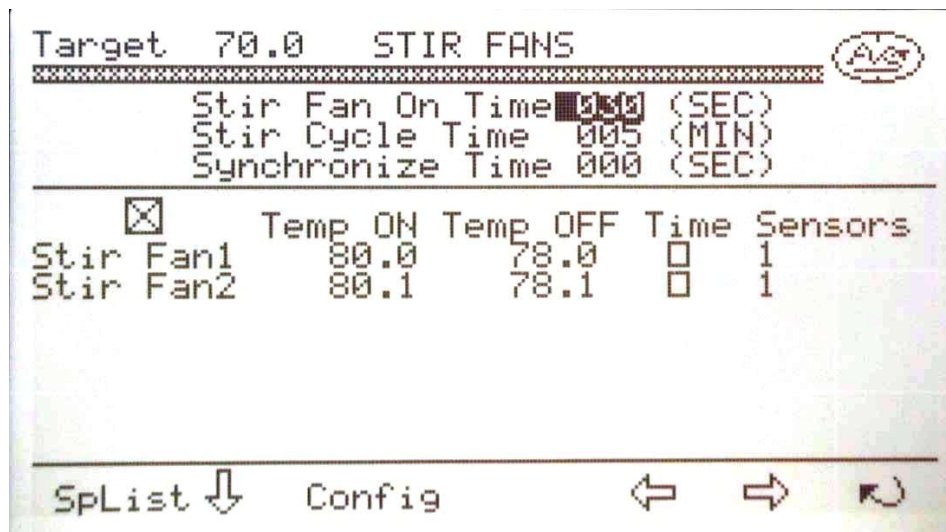 Target 70.0 STIR FANS
AVS
Stir Fan On Time 030 (SEC)
Stir Cycle Time 005 (MIN)
Synchronize Time 000 (SEC)
Temp ON Temp OFF Time Sensors
Stir Fan1 80.0 78.0 1
Stir Fan2 80.1 78.1 1
SpList Config